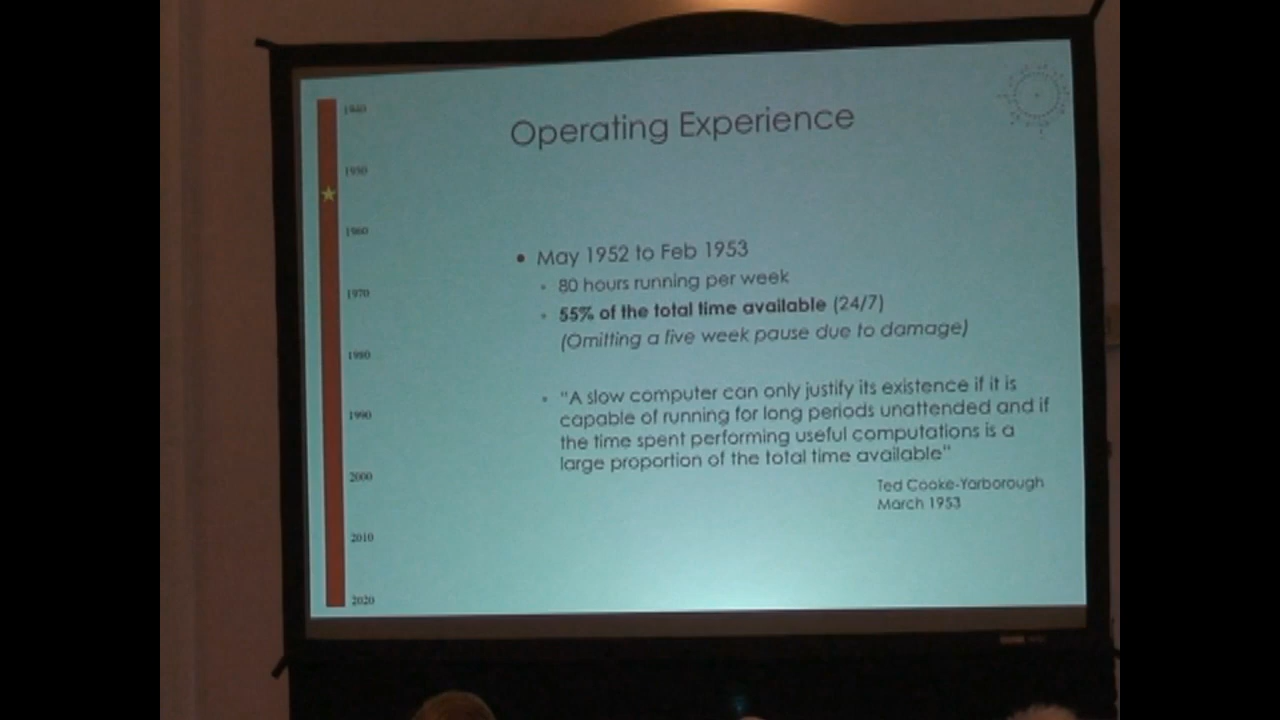 Operating Experience
1940
1950
1960
1970
1980
1990
2000
2010
2020
• May 1952 to Feb 1953
• 80 hours running per week
• 55% of the total time available (24/7)
(Omitting a five week pause due to damage)
• "A slow computer can only justify its existence if it is
capable of running for long periods unattended and if
the time spent performing useful computations is a
large proportion of the total time available"
Ted Cooke-Yarborough
March 1953